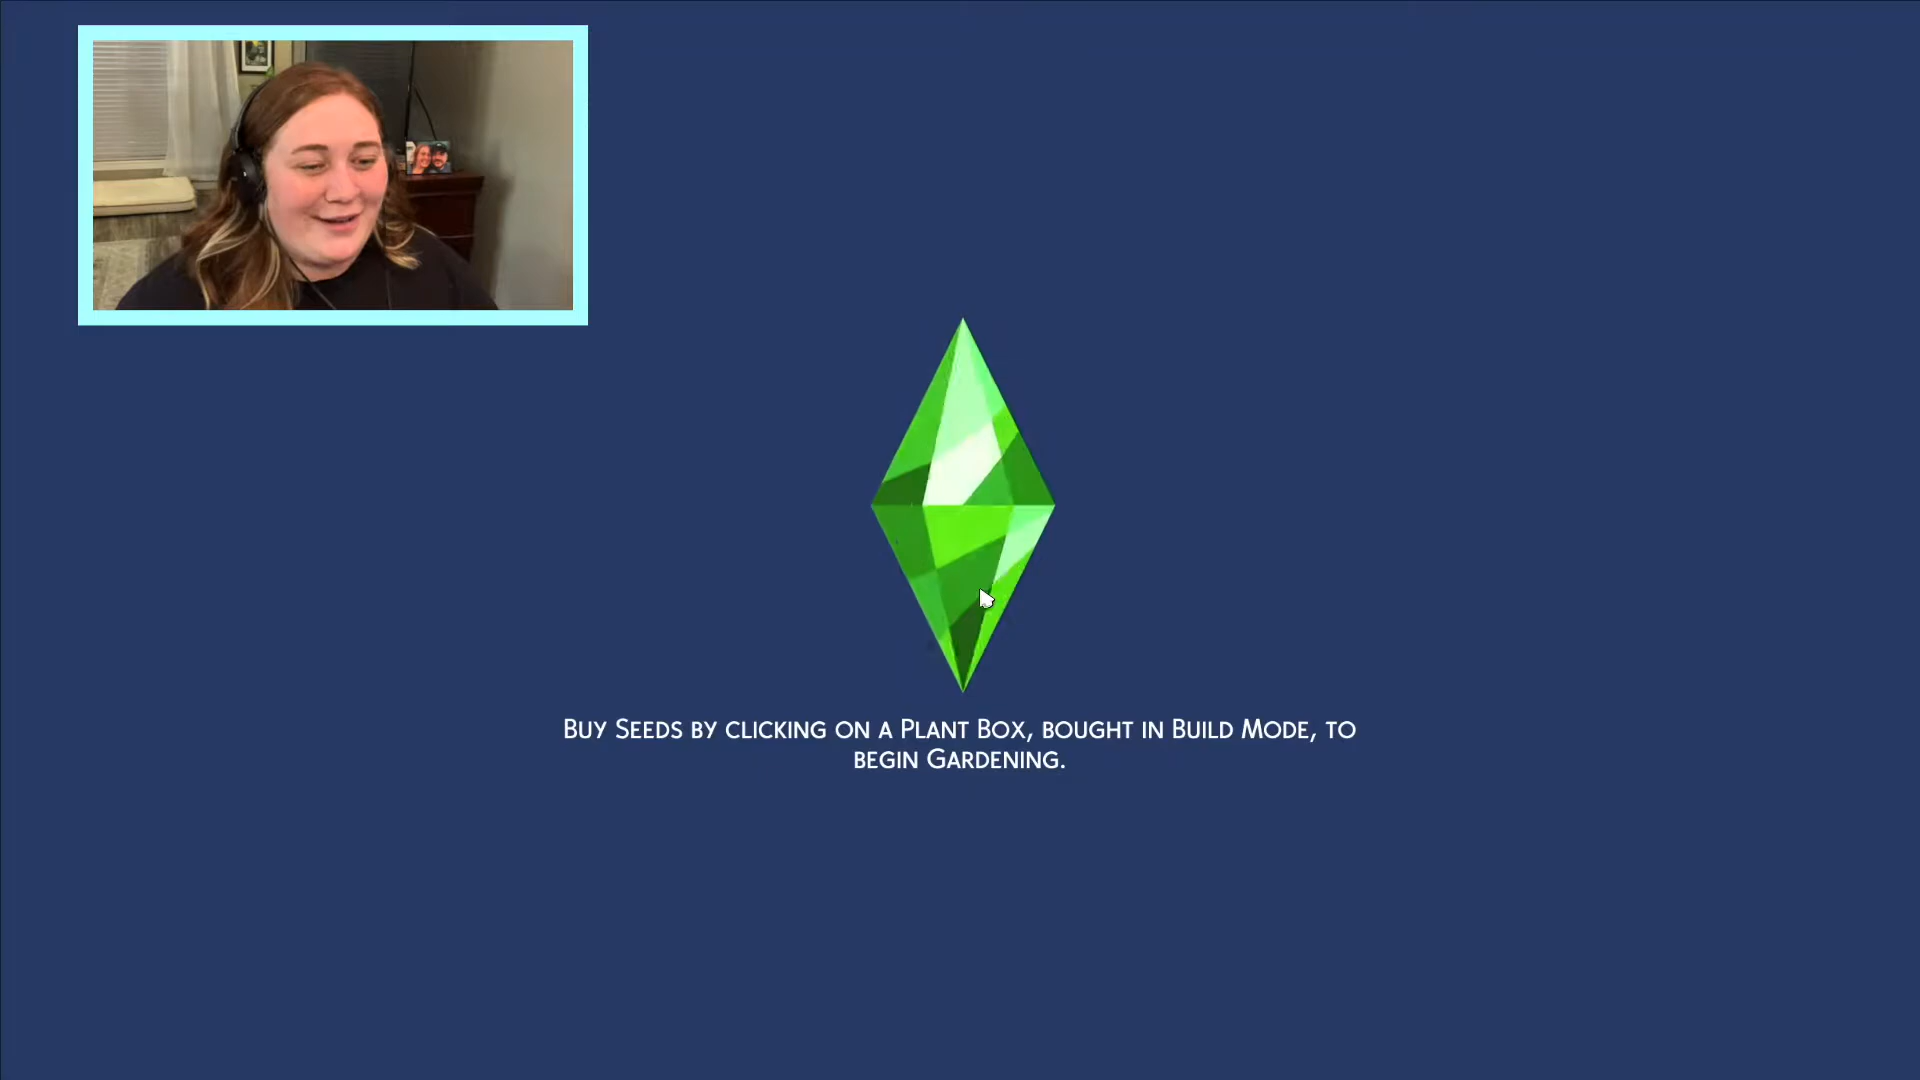 Buy Seeds by clicking on a Plant Box, bought in Build Mode, to
begin Gardening.